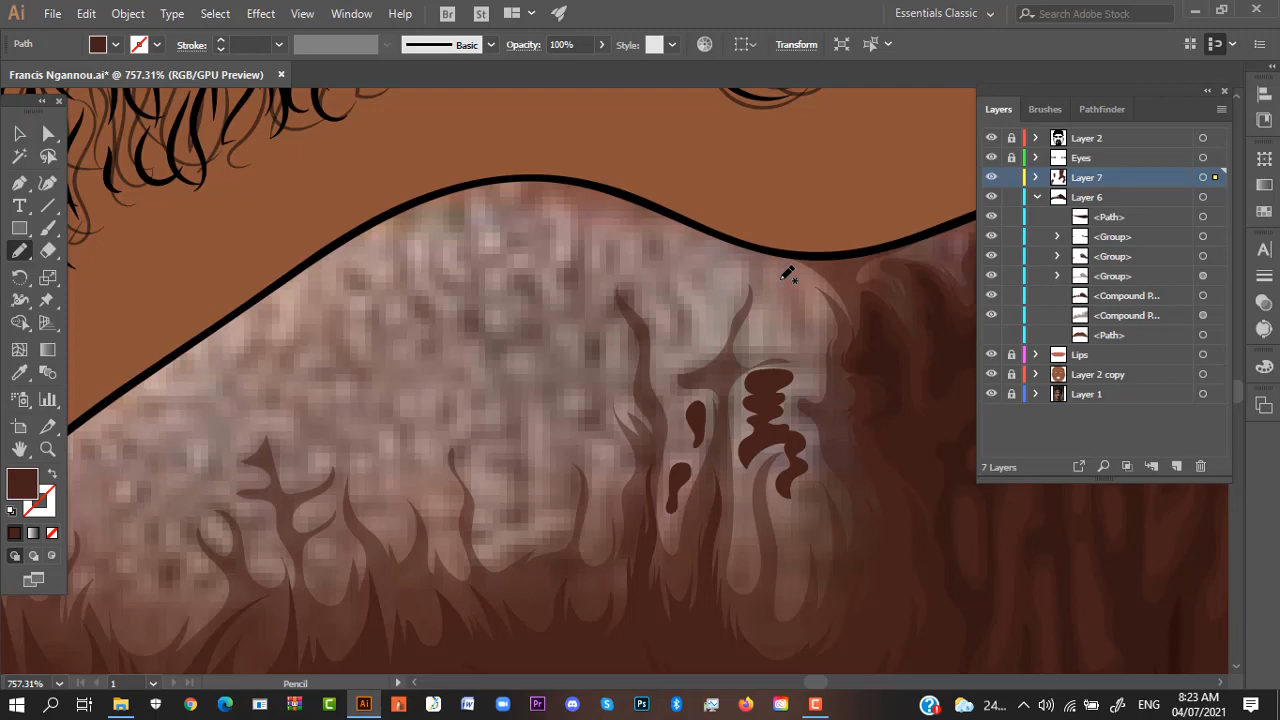 Ai File Edit Object Type Select Effect View Window Help Br St Essentials Classic Search Adobe Stock
Path Stroke: Basic Opacity: 100% Style: Transform
Francis Ngannou.ai* @ 757.31% (RGB/GPU Preview)
Layers Brushes Pathfinder
Layer 2
Eyes
Layer 7
Layer 6
<Path>
<Group>
<Group>
<Group>
<Compound P...
<Compound P...
<Path>
Lips
Layer 2 copy
Layer 1
7 Layers
757.31% 1 Pencil
24... ENG 8:23 AM
04/07/2021